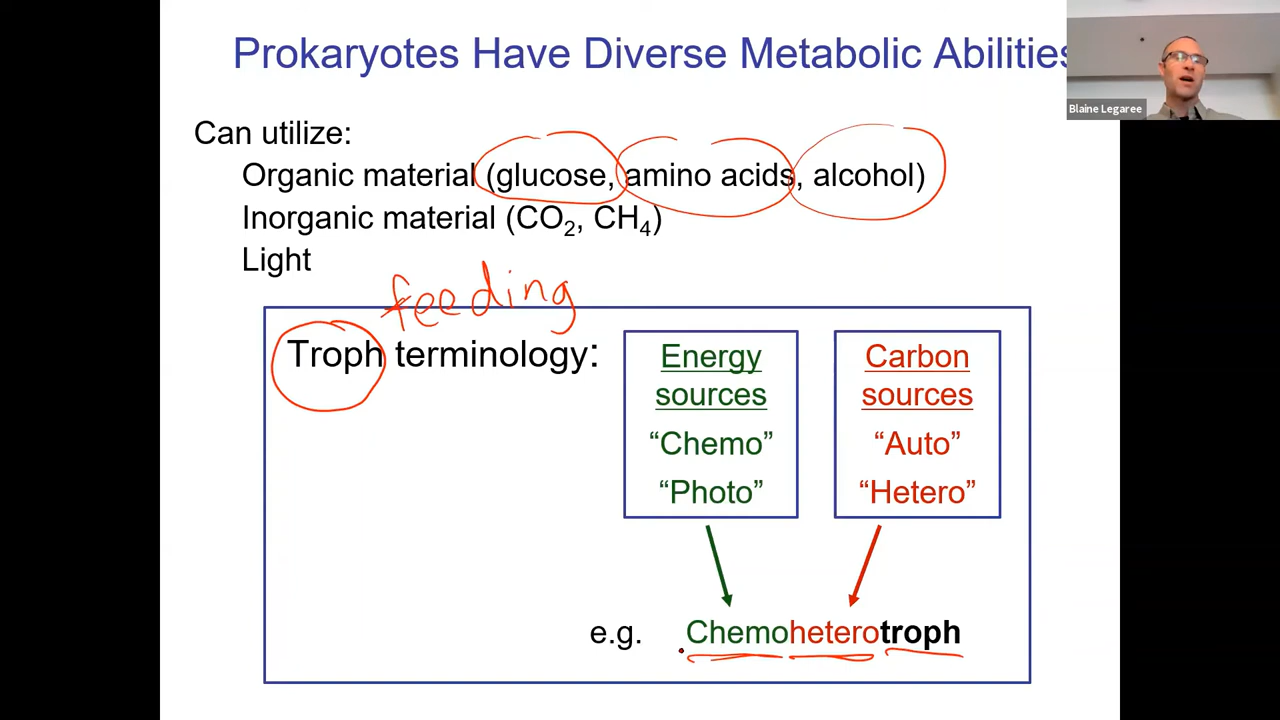 Prokaryotes Have Diverse Metabolic Abilities
Blaine Legaree
Can utilize:
Organic material (glucose, amino acids, alcohol)
Inorganic material (CO₂, CH₄)
Light
feeding
Troph terminology:
Energy
sources
“Chemo”
“Photo”
Carbon
sources
“Auto”
“Hetero”
e.g. Chemoheterotroph